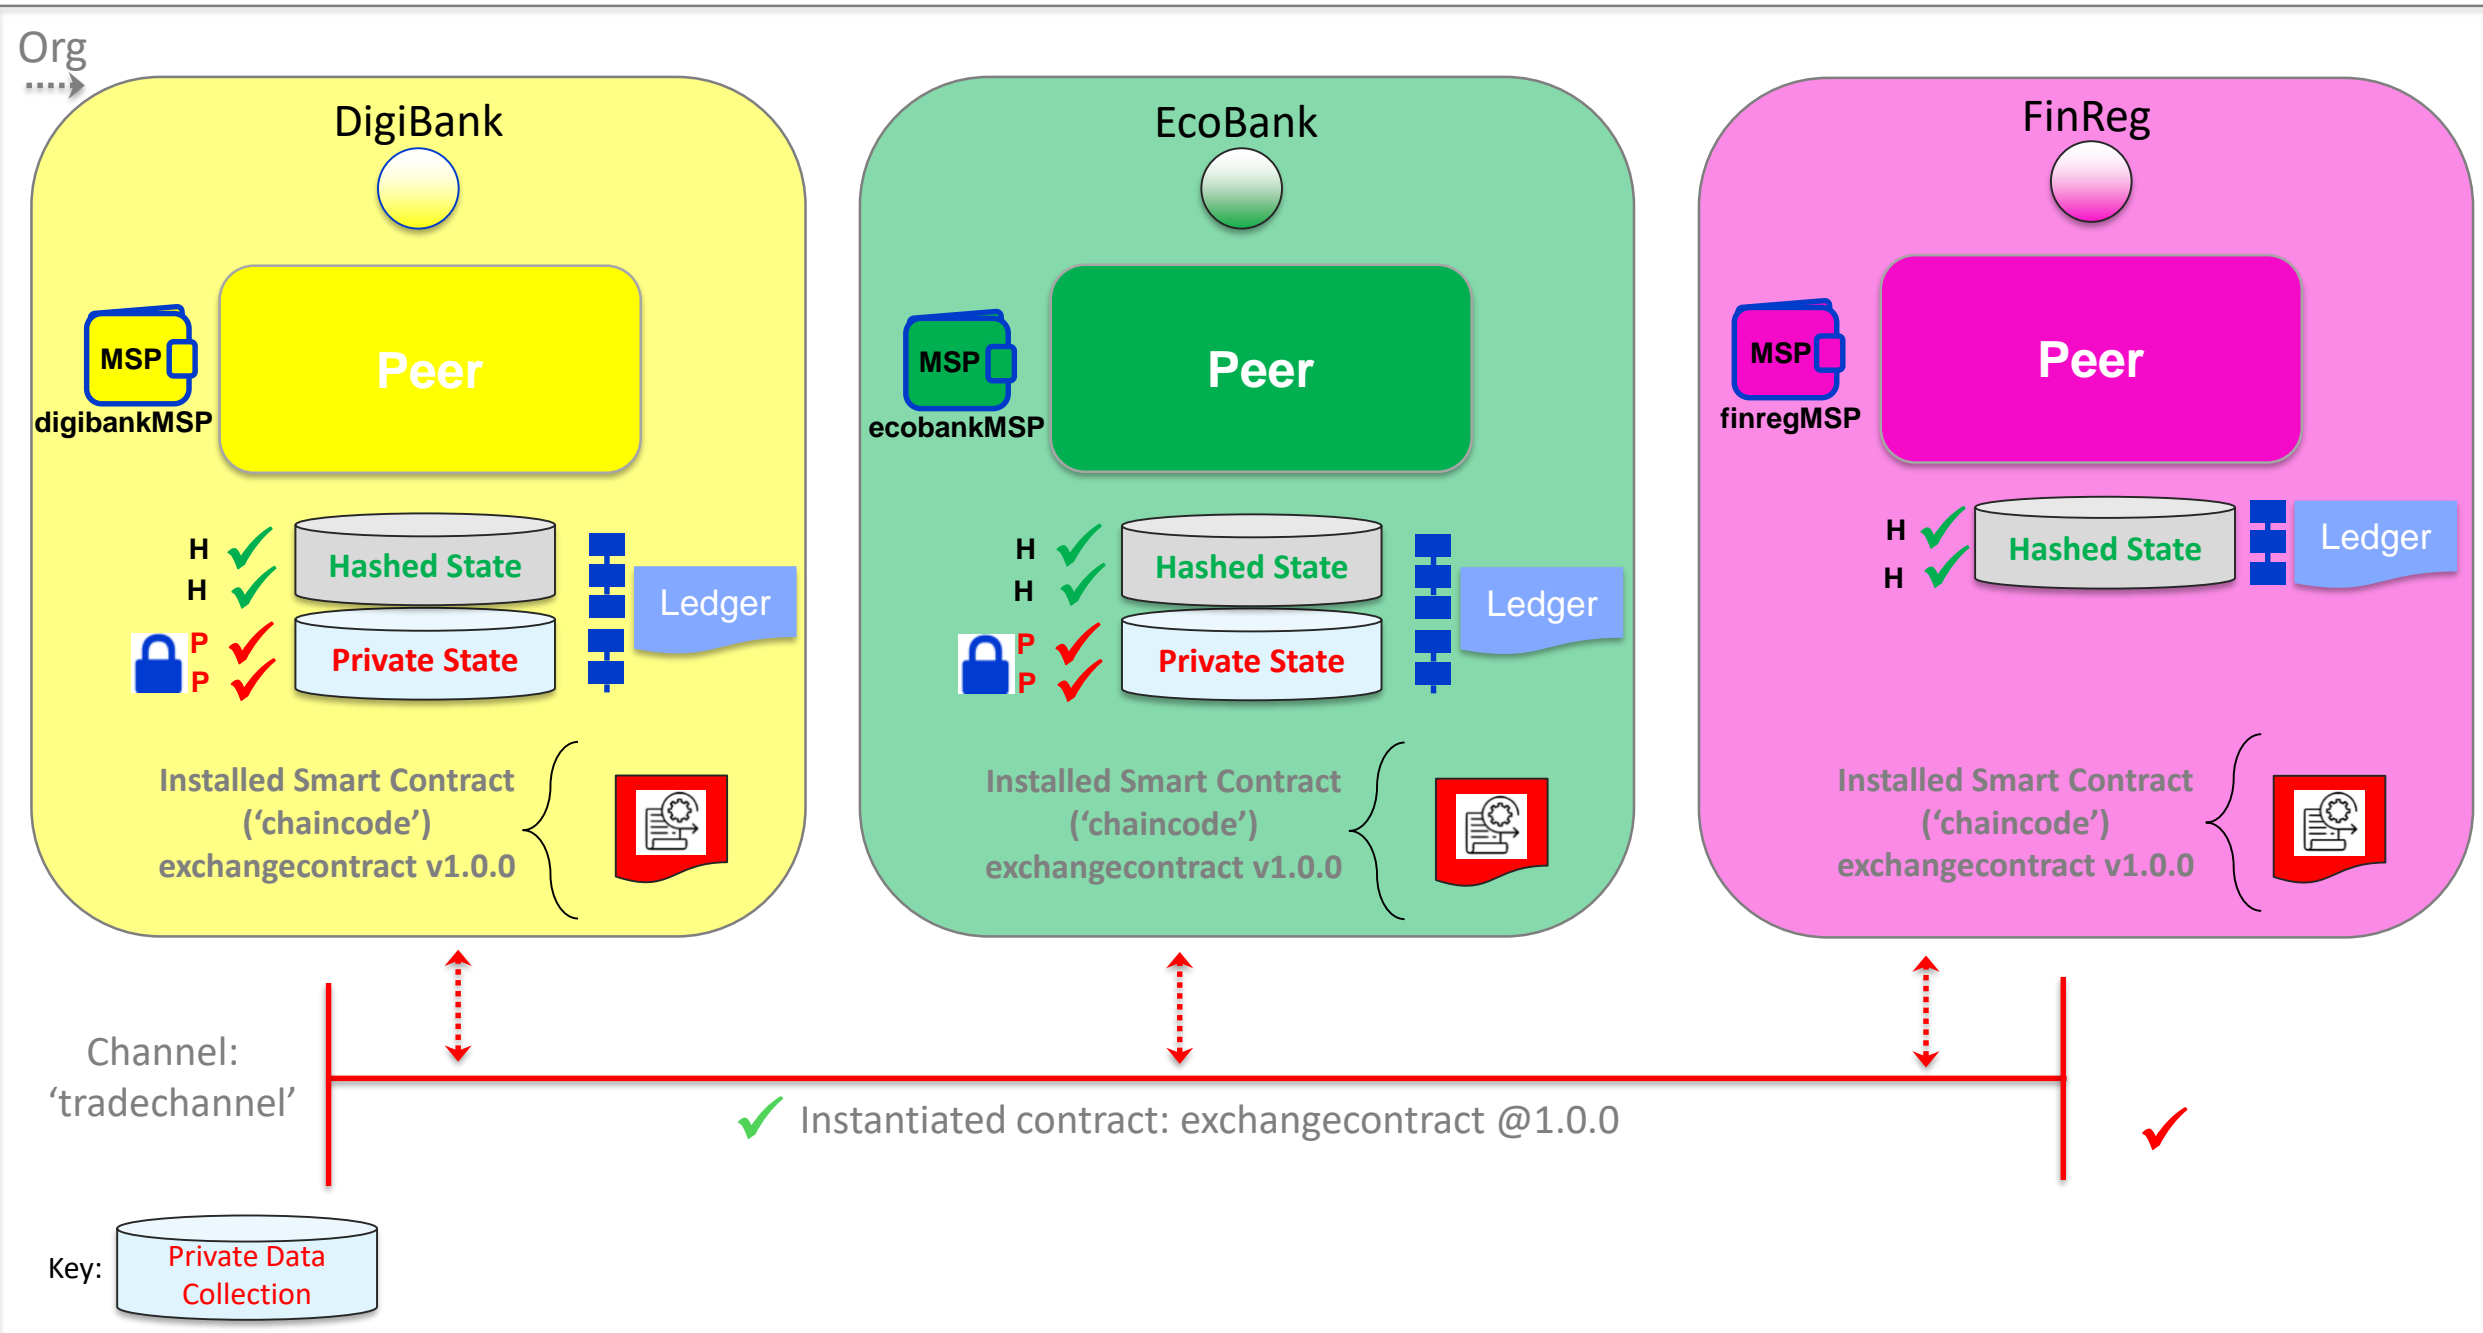 Org
DigiBank
MSP
digibankMSP
Peer
H
H
Hashed State
P
P
Private State
Ledger
Installed Smart Contract
(‘chaincode’)
exchangecontract v1.0.0
EcoBank
MSP
ecobankMSP
Peer
H
H
Hashed State
P
P
Private State
Ledger
Installed Smart Contract
(‘chaincode’)
exchangecontract v1.0.0
FinReg
MSP
finregMSP
Peer
H
H
Hashed State
Ledger
Installed Smart Contract
(‘chaincode’)
exchangecontract v1.0.0
Channel:
‘tradechannel’
Instantiated contract: exchangecontract @1.0.0
Key:
Private Data
Collection